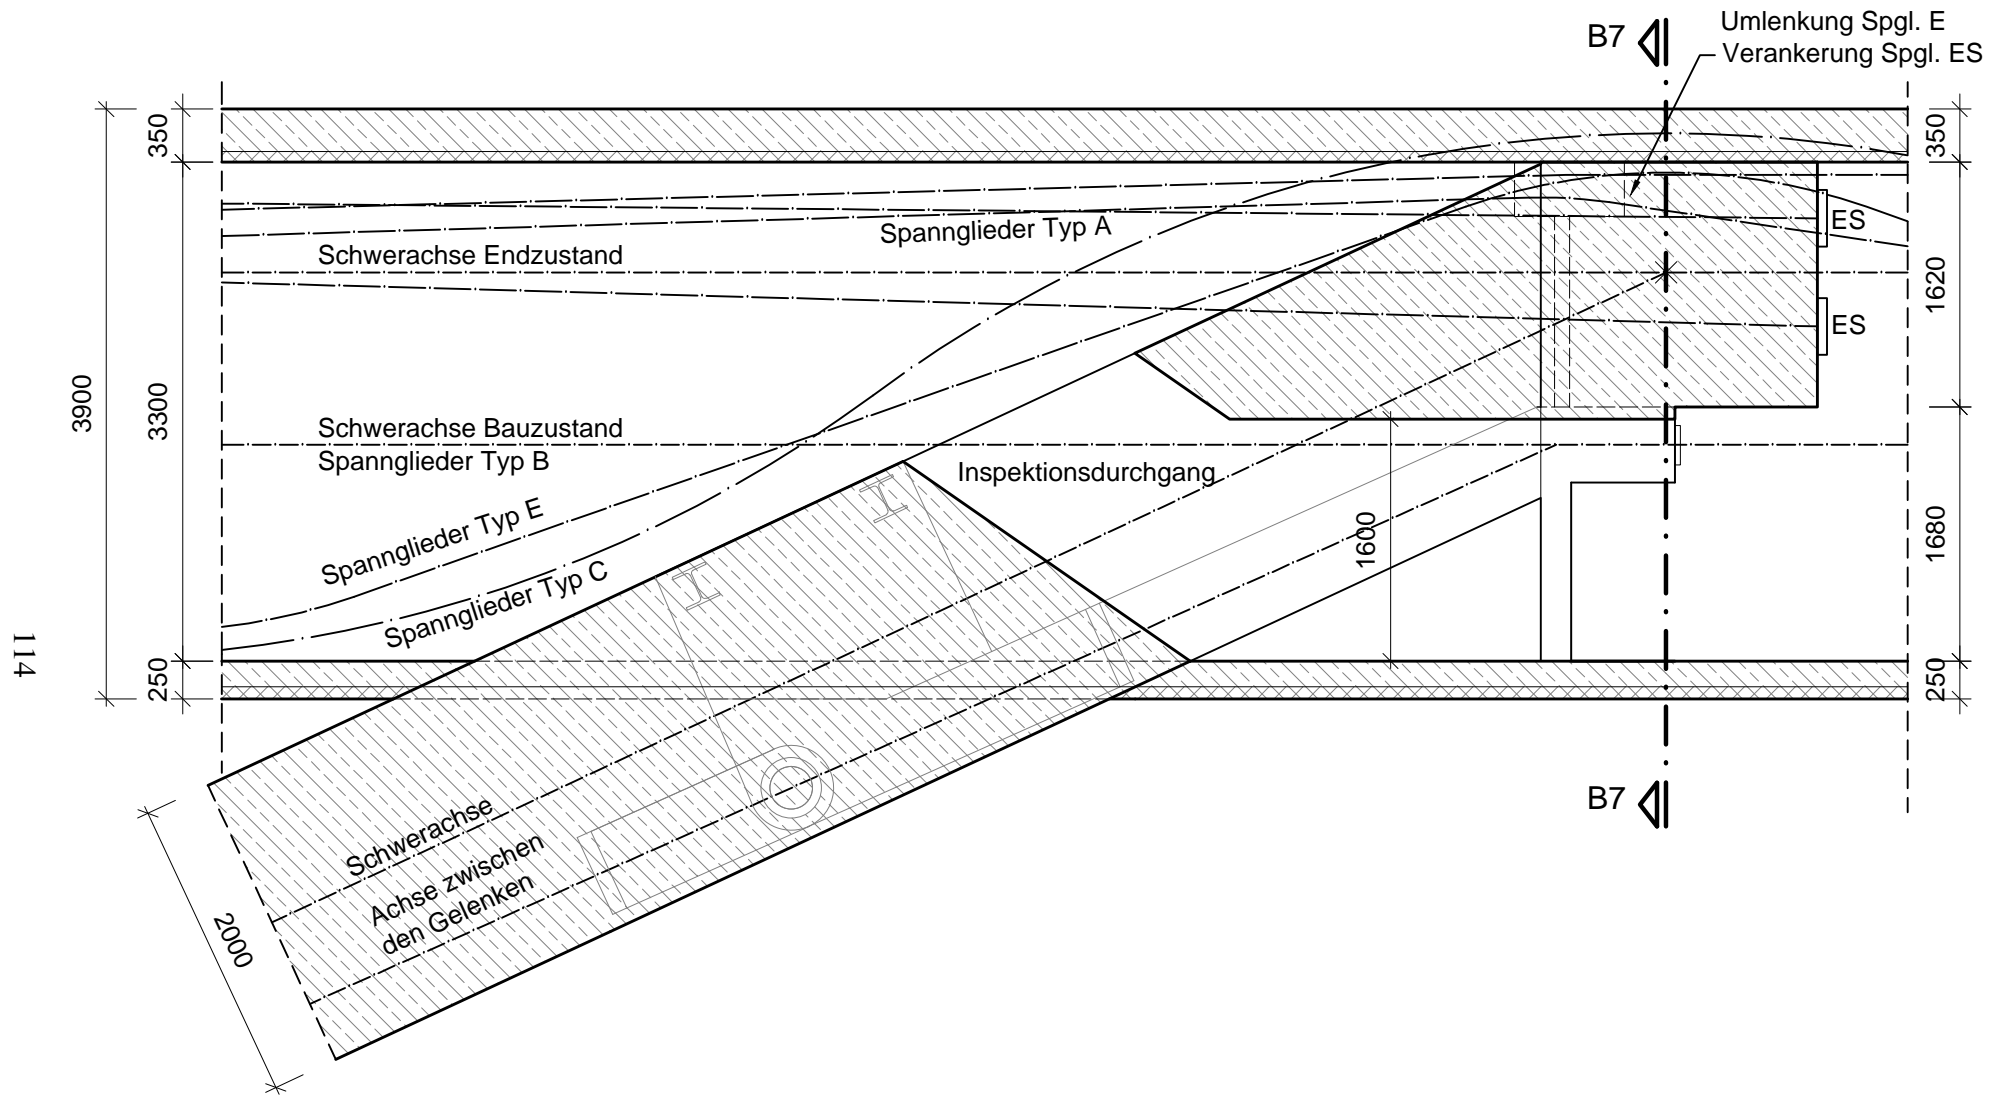 B7
Umlenkung Spgl. E
Verankerung Spgl. ES
350
350
Spannglieder Typ A
ES
Schwerachse Endzustand
1620
ES
3900
3300
Schwerachse Bauzustand
Spannglieder Typ B
Inspektionsdurchgang
Spannglieder Typ E
1600
1680
Spannglieder Typ C
114
250
250
B7
Schwerachse
Achse zwischen
den Gelenken
2000